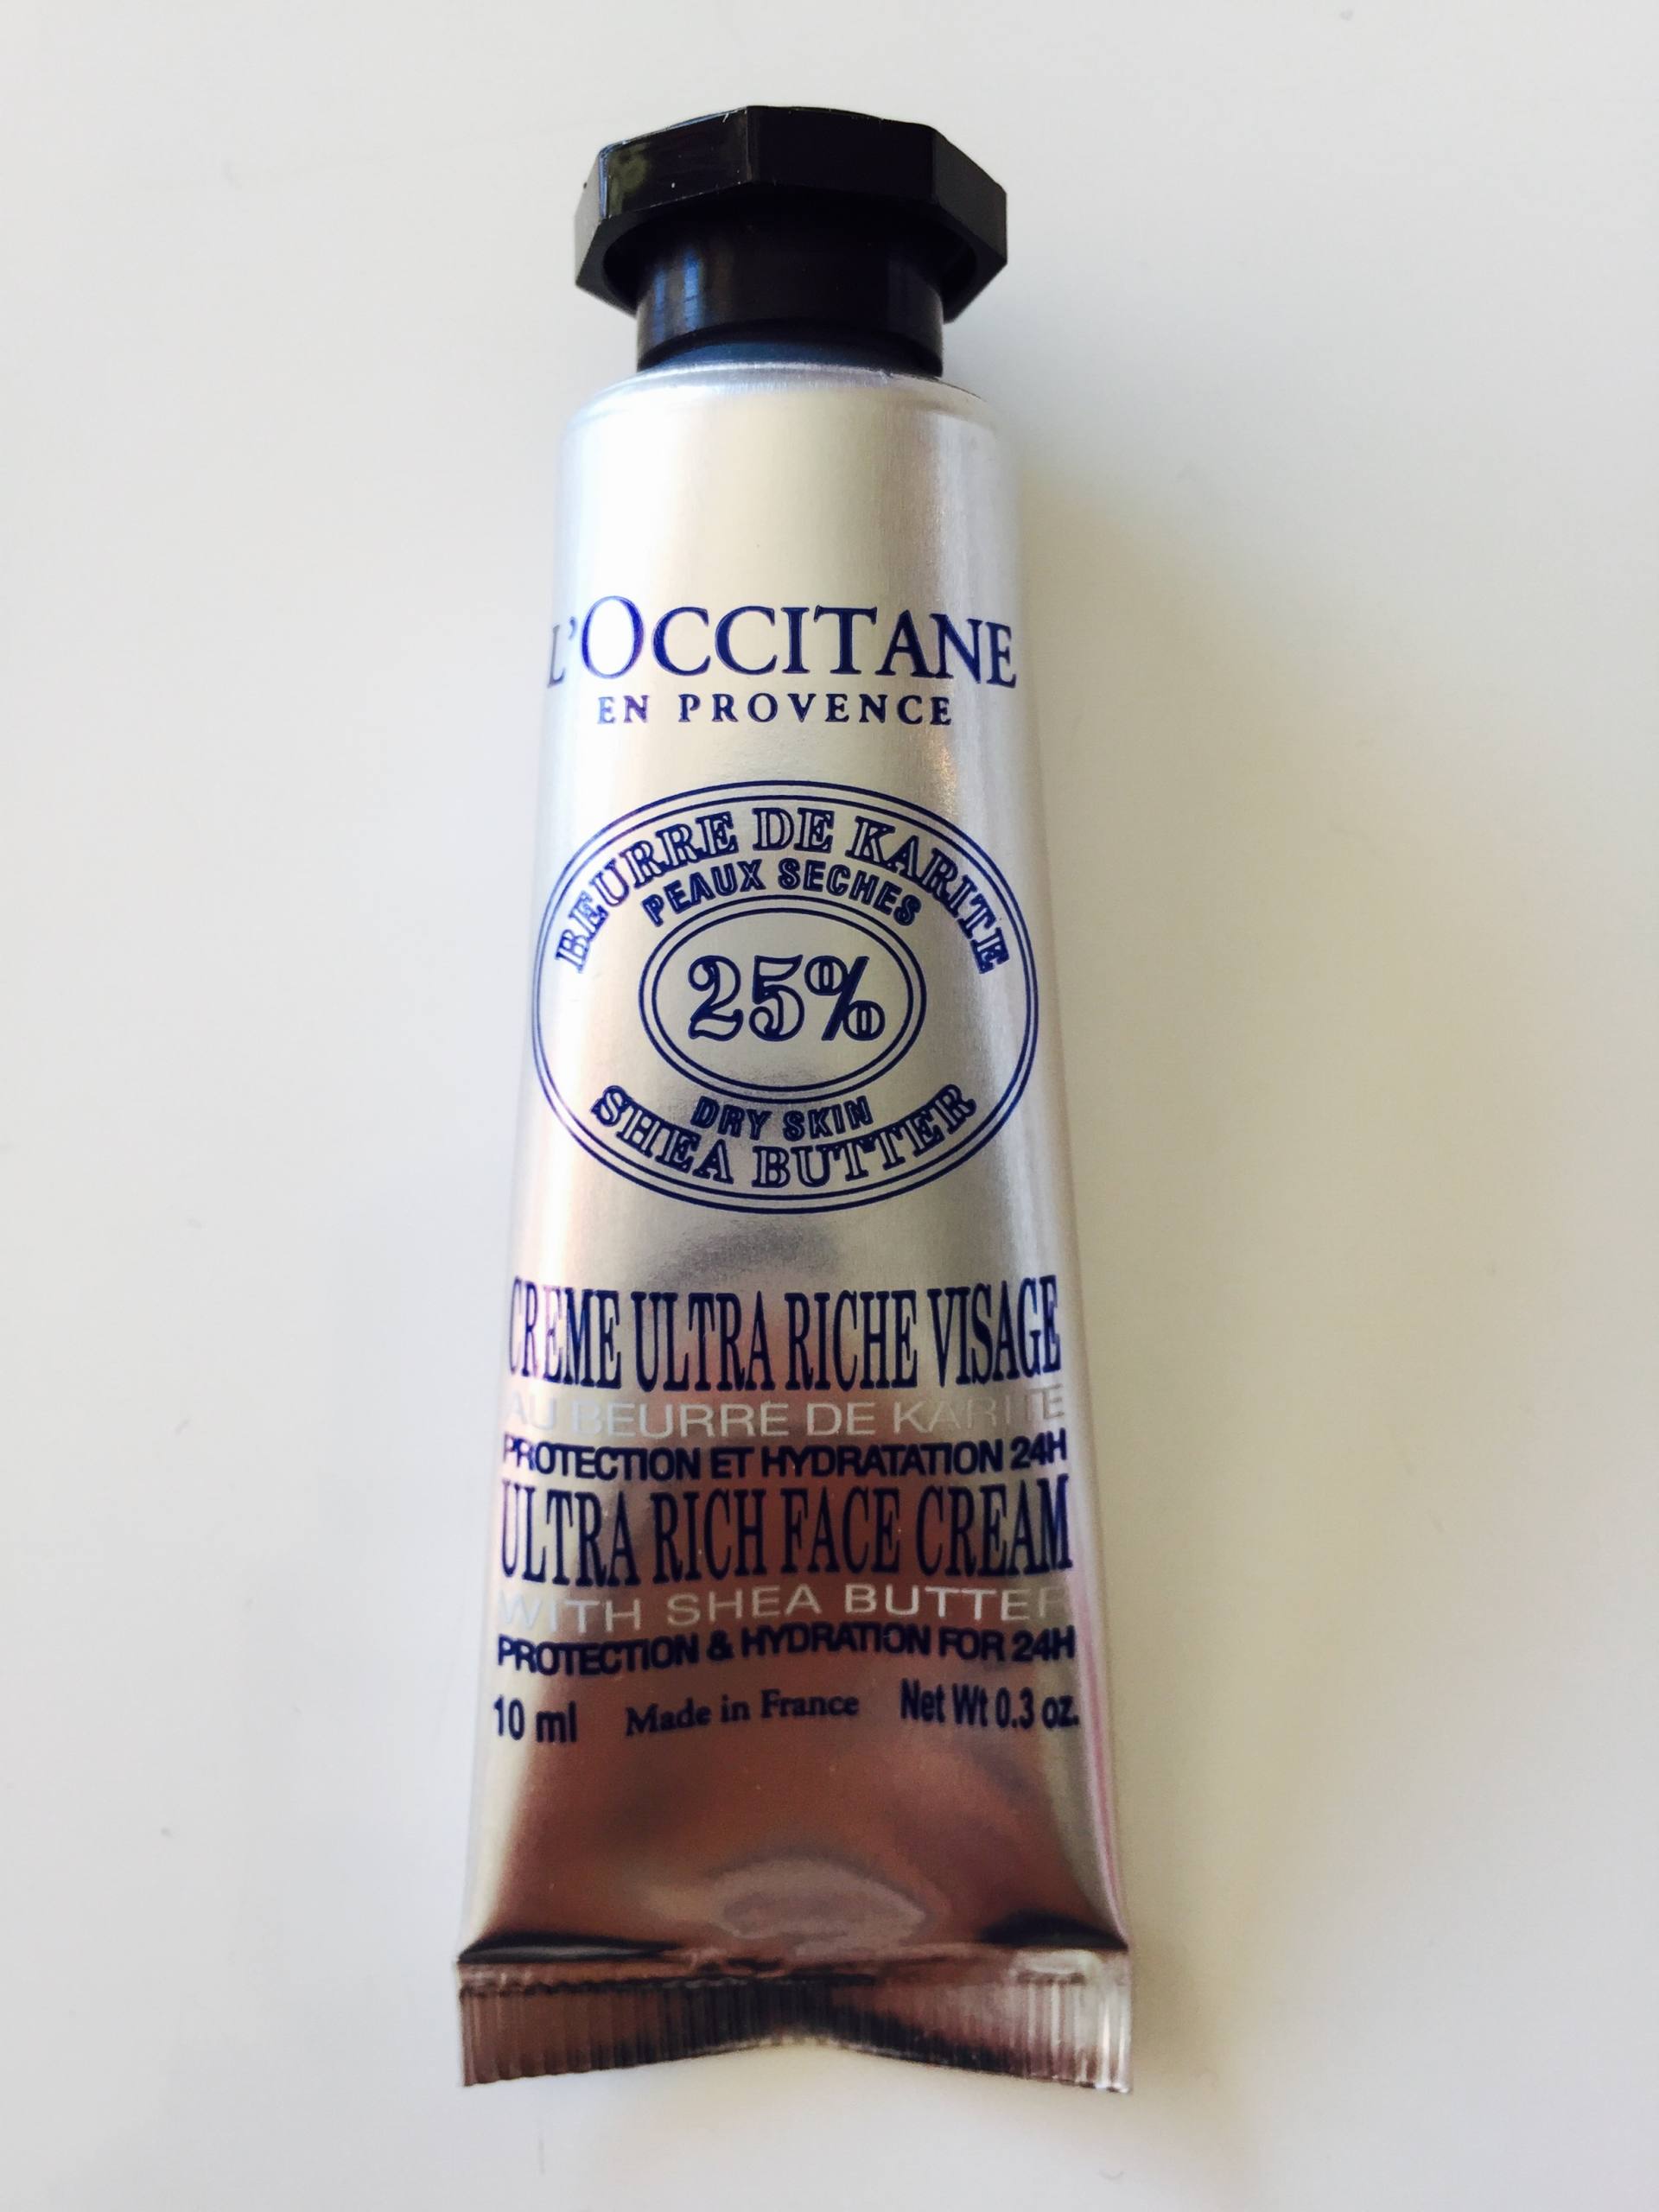 L'OCCITANE
EN PROVENCE
BEURRE DE KARITE
PEAUX SECHES
25%
DRY SKIN
SHEA BUTTER
CREME ULTRA RICHE VISAGE
AU BEURRE DE KARITE
PROTECTION ET HYDRATATION 24H
ULTRA RICH FACE CREAM
WITH SHEA BUTTER
PROTECTION & HYDRATION FOR 24H
10 ml Made in France Net Wt 0.3 oz.